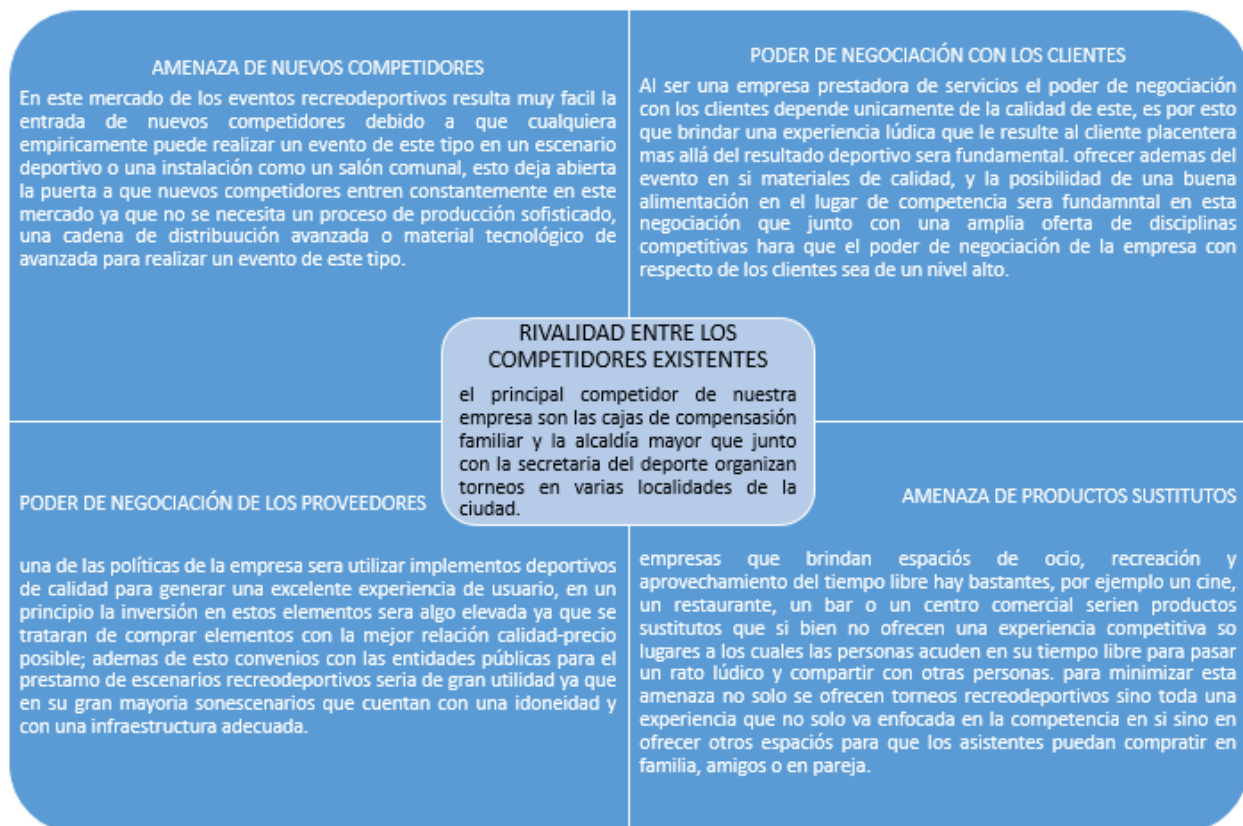 AMENAZA DE NUEVOS COMPETIDORES
En este mercado de los eventos recreodeportivos resulta muy facil la
entrada de nuevos competidores debido a que cualquiera
empiricamente puede realizar un evento de este tipo en un escenario
deportivo o una instalación como un salón comunal, esto deja abierta
la puerta a que nuevos competidores entren constantemente en este
mercado ya que no se necesita un proceso de producción sofisticado,
una cadena de distribuución avanzada o material tecnológico de
avanzada para realizar un evento de este tipo.
PODER DE NEGOCIACIÓN CON LOS CLIENTES
Al ser una empresa prestadora de servicios el poder de negociación
con los clientes depende unicamente de la calidad de este, es por esto
que brindar una experiencia lúdica que le resulte al cliente placentera
mas allá del resultado deportivo sera fundamental. ofrecer ademas del
evento en si materiales de calidad, y la posibilidad de una buena
alimentación en el lugar de competencia sera fundamntal en esta
negociación que junto con una amplia oferta de disciplinas
competitivas hara que el poder de negociación de la empresa con
respecto de los clientes sea de un nivel alto.
RIVALIDAD ENTRE LOS
COMPETIDORES EXISTENTES
el principal competidor de nuestra
empresa son las cajas de compensasión
familiar y la alcaldía mayor que junto
con la secretaria del deporte organizan
torneos en varias localidades de la
ciudad.
PODER DE NEGOCIACIÓN DE LOS PROVEEDORES
una de las políticas de la empresa sera utilizar implementos deportivos
de calidad para generar una excelente experiencia de usuario, en un
principio la inversión en estos elementos sera algo elevada ya que se
trataran de comprar elementos con la mejor relación calidad-precio
posible; ademas de esto convenios con las entidades públicas para el
prestamo de escenarios recreodeportivos seria de gran utilidad ya que
en su gran mayoria sonescenarios que cuentan con una idoneidad y
con una infraestructura adecuada.
AMENAZA DE PRODUCTOS SUSTITUTOS
empresas que brindan espaciós de ocio, recreación y
aprovechamiento del tiempo libre hay bastantes, por ejemplo un cine,
un restaurante, un bar o un centro comercial serien productos
sustitutos que si bien no ofrecen una experiencia competitiva so
lugares a los cuales las personas acuden en su tiempo libre para pasar
un rato lúdico y compartir con otras personas. para minimizar esta
amenaza no solo se ofrecen torneos recreodeportivos sino toda una
experiencia que no solo va enfocada en la competencia en si sino en
ofrecer otros espaciós para que los asistentes puedan compratir en
familia, amigos o en pareja.